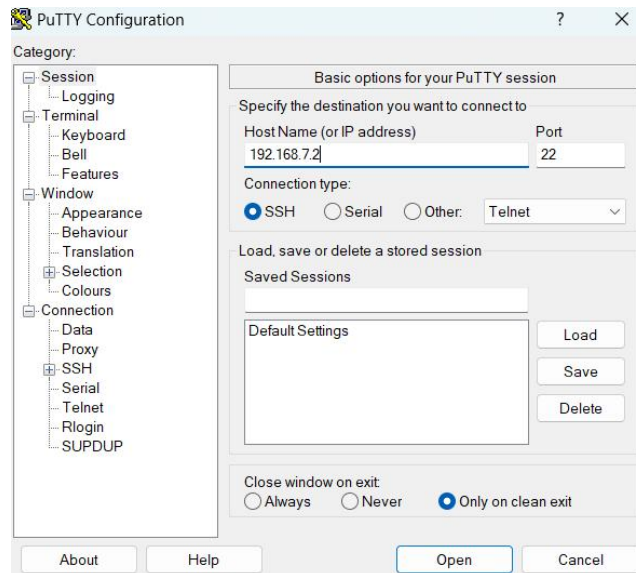 PuTTY Configuration
?
X
Category:
Session
Logging
Terminal
Keyboard
Bell
Features
Window
Appearance
Behaviour
Translation
Selection
Colours
Connection
Data
Proxy
SSH
Serial
Telnet
Rlogin
SUPDUP
Basic options for your PuTTY session
Specify the destination you want to connect to
Host Name (or IP address) Port
192.168.7.2 22
Connection type:
SSH Serial Other: Telnet
Load, save or delete a stored session
Saved Sessions
Default Settings
Load
Save
Delete
Close window on exit:
Always Never Only on clean exit
About Help Open Cancel